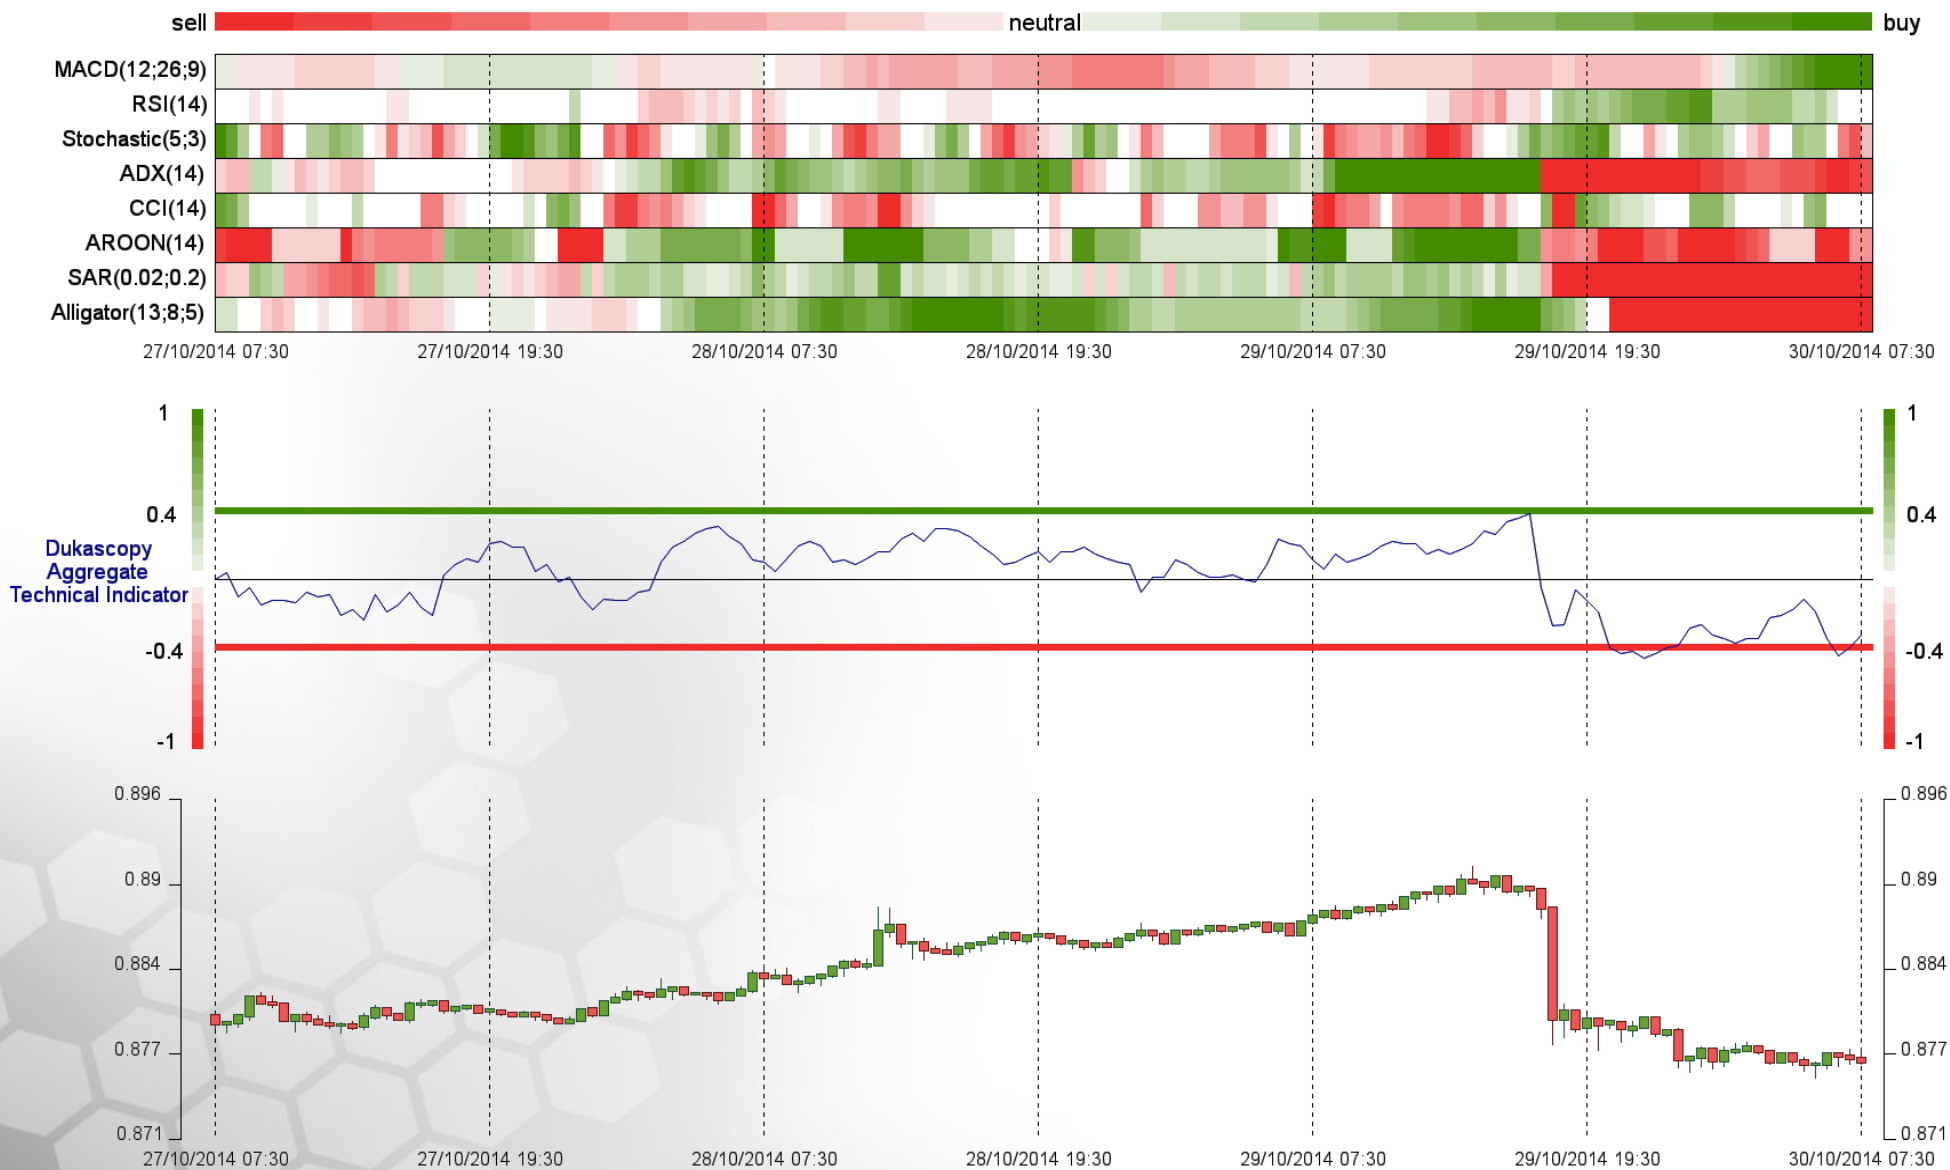 sell neutral buy
MACD(12;26;9)
RSI(14)
Stochastic(5;3)
ADX(14)
CCI(14)
AROON(14)
SAR(0.02;0.2)
Alligator(13;8;5)
27/10/2014 07:30 27/10/2014 19:30 28/10/2014 07:30 28/10/2014 19:30 29/10/2014 07:30 29/10/2014 19:30 30/10/2014 07:30
1 1
0.4 0.4
Dukascopy
Aggregate
Technical Indicator
-0.4 -0.4
-1 -1
0.896 0.896
0.89 0.89
0.884 0.884
0.877 0.877
0.871 0.871
27/10/2014 07:30 27/10/2014 19:30 28/10/2014 07:30 28/10/2014 19:30 29/10/2014 07:30 29/10/2014 19:30 30/10/2014 07:30